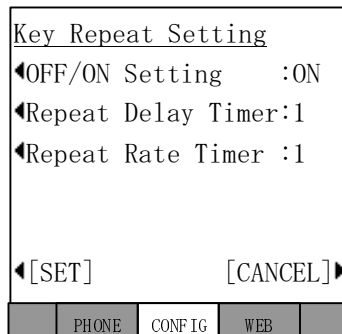 Key Repeat Setting
OFF/ON Setting :ON
Repeat Delay Timer:1
Repeat Rate Timer :1
[SET] [CANCEL]
PHONE CONFIG WEB